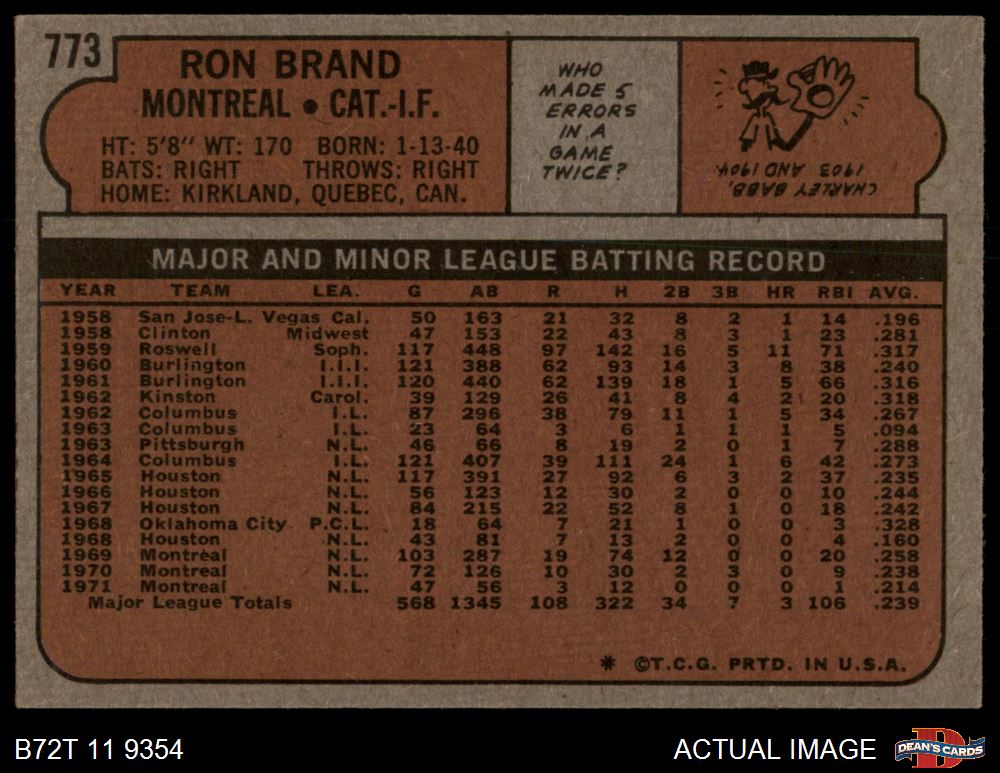 773
RON BRAND
MONTREAL • CAT.-I.F.
HT: 5'8" WT: 170 BORN: 1-13-40
BATS: RIGHT THROWS: RIGHT
HOME: KIRKLAND, QUEBEC, CAN.
WHO
MADE 5
ERRORS
IN A
GAME
TWICE?
CHARLEY BABB,
1903 AND 1904.
MAJOR AND MINOR LEAGUE BATTING RECORD
YEAR TEAM LEA. G AB R H 2B 3B HR RBI AVG.
1958 San Jose-L. Vegas Cal. 50 163 21 32 8 2 1 14 .196
1958 Clinton Midwest 47 153 22 43 8 3 1 23 .281
1959 Roswell Soph. 117 448 97 142 16 5 11 71 .317
1960 Burlington I.I.I. 121 388 62 93 14 3 8 38 .240
1961 Burlington I.I.I. 120 440 62 139 18 1 5 66 .316
1962 Kinston Carol. 39 129 26 41 8 4 2 20 .318
1962 Columbus I.L. 87 296 38 79 11 1 5 34 .267
1963 Columbus I.L. 23 64 3 6 1 1 1 5 .094
1963 Pittsburgh N.L. 46 66 8 19 2 0 1 7 .288
1964 Columbus I.L. 121 407 39 111 24 1 6 42 .273
1965 Houston N.L. 117 391 27 92 6 3 2 37 .235
1966 Houston N.L. 56 123 12 30 2 0 0 10 .244
1967 Houston N.L. 84 215 22 52 8 1 0 18 .242
1968 Oklahoma City P.C.L. 18 64 7 21 1 0 0 3 .328
1968 Houston N.L. 43 81 7 13 2 0 0 4 .160
1969 Montreal N.L. 103 287 19 74 12 0 0 20 .258
1970 Montreal N.L. 72 126 10 30 2 3 0 9 .238
1971 Montreal N.L. 47 56 3 12 0 0 0 1 .214
Major League Totals 568 1345 108 322 34 7 3 106 .239
* ©T.C.G. PRTD. IN U.S.A.
B72T 11 9354
ACTUAL IMAGE
D
DEAN'S CARDS